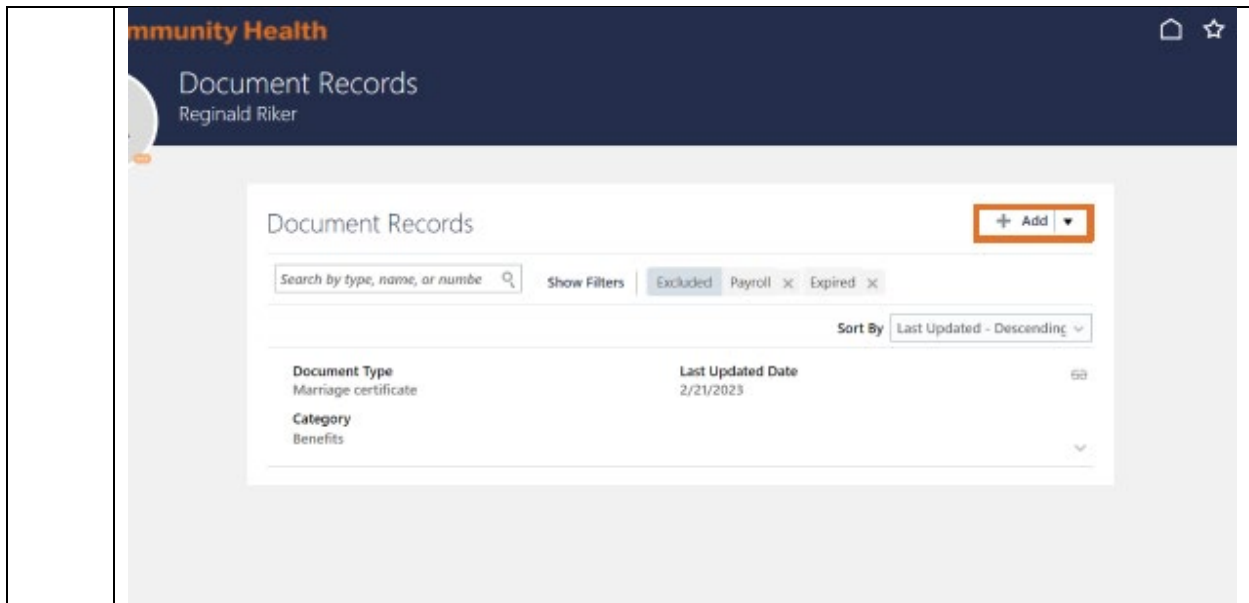 mmunity Health
Document Records
Reginald Riker
Document Records
+ Add
Search by type, name, or numbe
Show Filters
Excluded Payroll × Expired ×
Sort By Last Updated - Descending
Document Type
Marriage certificate
Last Updated Date
2/21/2023
Category
Benefits